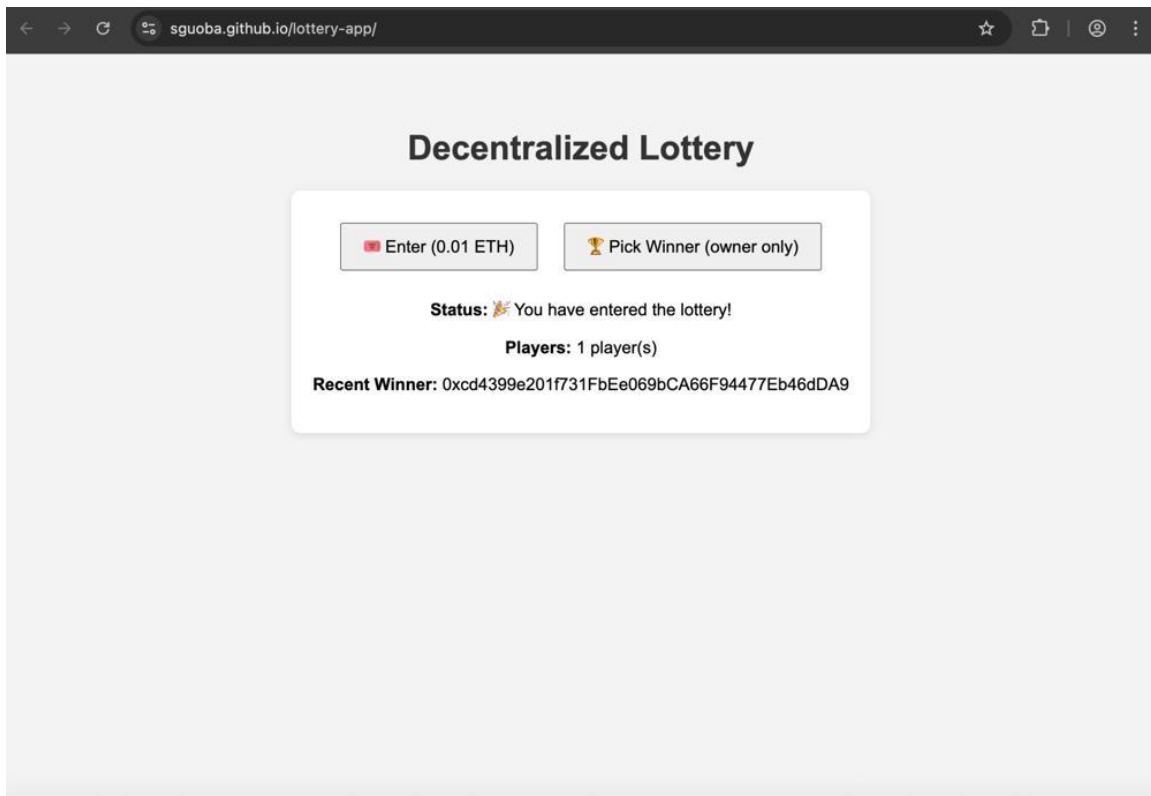 sguoba.github.io/lottery-app/
Decentralized Lottery
🎟️ Enter (0.01 ETH)
🏆 Pick Winner (owner only)
Status: 🎉 You have entered the lottery!
Players: 1 player(s)
Recent Winner: 0xcd4399e201f731FbEe069bCA66F94477Eb46dDA9